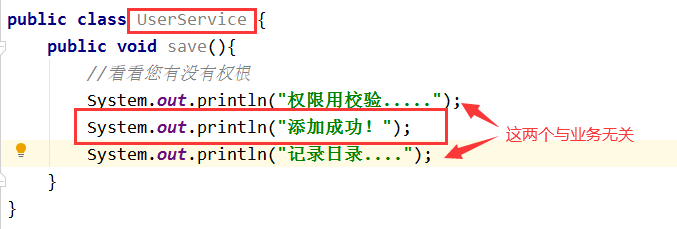 public class UserService {
public void save(){
//看看您有没有权根
System.out.println("权限用校验.....");
System.out.println("添加成功！");
这两个与业务无关
System.out.println("记录目录....");
}
}